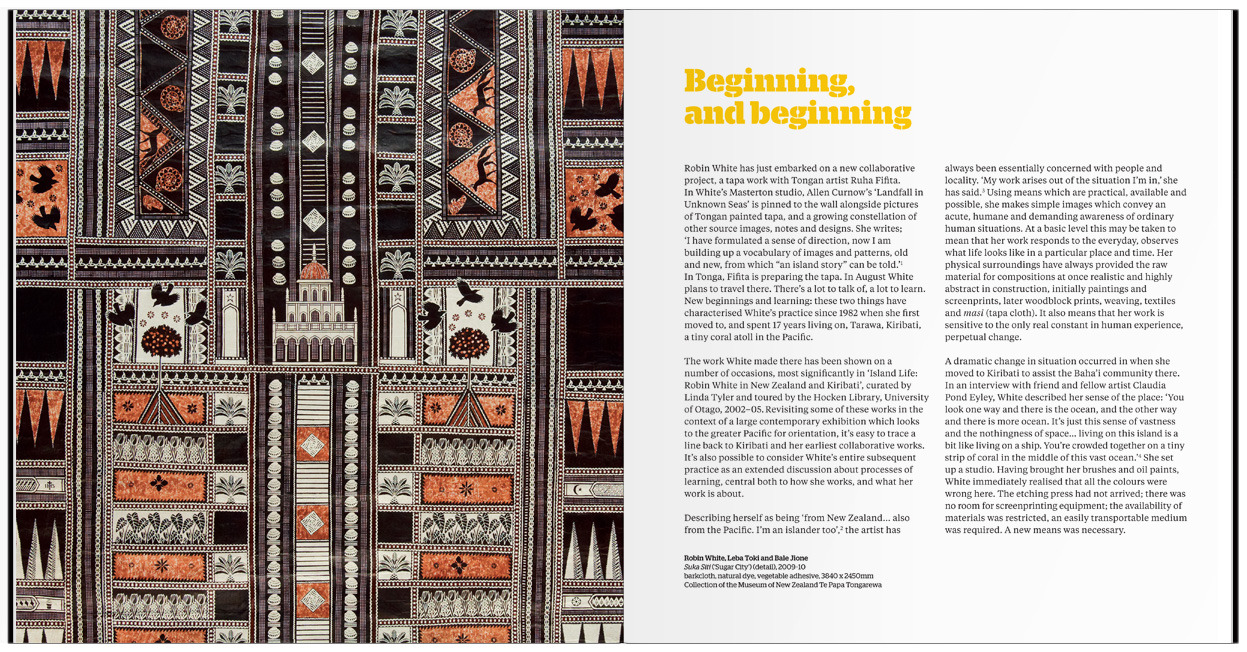 Beginning,
and beginning
Robin White has just embarked on a new collaborative
project, a tapa work with Tongan artist Ruha Fifita.
In White’s Masterton studio, Allen Curnow’s ‘Landfall in
Unknown Seas’ is pinned to the wall alongside pictures
of Tongan painted tapa, and a growing constellation of
other source images, notes and designs. She writes;
‘I have formulated a sense of direction, now I am
building up a vocabulary of images and patterns, old
and new, from which “an island story” can be told.’¹
In Tonga, Fifita is preparing the tapa. In August White
plans to travel there. There’s a lot to talk of, a lot to learn.
New beginnings and learning: these two things have
characterised White’s practice since 1982 when she first
moved to, and spent 17 years living on, Tarawa, Kiribati,
a tiny coral atoll in the Pacific.
The work White made there has been shown on a
number of occasions, most significantly in ‘Island Life:
Robin White in New Zealand and Kiribati’, curated by
Linda Tyler and toured by the Hocken Library, University
of Otago, 2002–05. Revisiting some of these works in the
context of a large contemporary exhibition which looks
to the greater Pacific for orientation, it’s easy to trace a
line back to Kiribati and her earliest collaborative works.
It’s also possible to consider White’s entire subsequent
practice as an extended discussion about processes of
learning, central both to how she works, and what her
work is about.
Describing herself as being ‘from New Zealand... also
from the Pacific. I’m an islander too’,² the artist has
Robin White, Leba Toki and Bale Jione
Suka Siti (‘Sugar City’) (detail), 2009-10
barkcloth, natural dye, vegetable adhesive, 3840 x 2450mm
Collection of the Museum of New Zealand Te Papa Tongarewa
always been essentially concerned with people and
locality. ‘My work arises out of the situation I’m in,’ she
has said.³ Using means which are practical, available and
possible, she makes simple images which convey an
acute, humane and demanding awareness of ordinary
human situations. At a basic level this may be taken to
mean that her work responds to the everyday, observes
what life looks like in a particular place and time. Her
physical surroundings have always provided the raw
material for compositions at once realistic and highly
abstract in construction, initially paintings and
screenprints, later woodblock prints, weaving, textiles
and masi (tapa cloth). It also means that her work is
sensitive to the only real constant in human experience,
perpetual change.
A dramatic change in situation occurred in when she
moved to Kiribati to assist the Baha’i community there.
In an interview with friend and fellow artist Claudia
Pond Eyley, White described her sense of the place: ‘You
look one way and there is the ocean, and the other way
and there is more ocean. It’s just this sense of vastness
and the nothingness of space... living on this island is a
bit like living on a ship. You’re crowded together on a tiny
strip of coral in the middle of this vast ocean.’⁴ She set
up a studio. Having brought her brushes and oil paints,
White immediately realised that all the colours were
wrong here. The etching press had not arrived; there was
no room for screenprinting equipment; the availability of
materials was restricted, an easily transportable medium
was required. A new means was necessary.